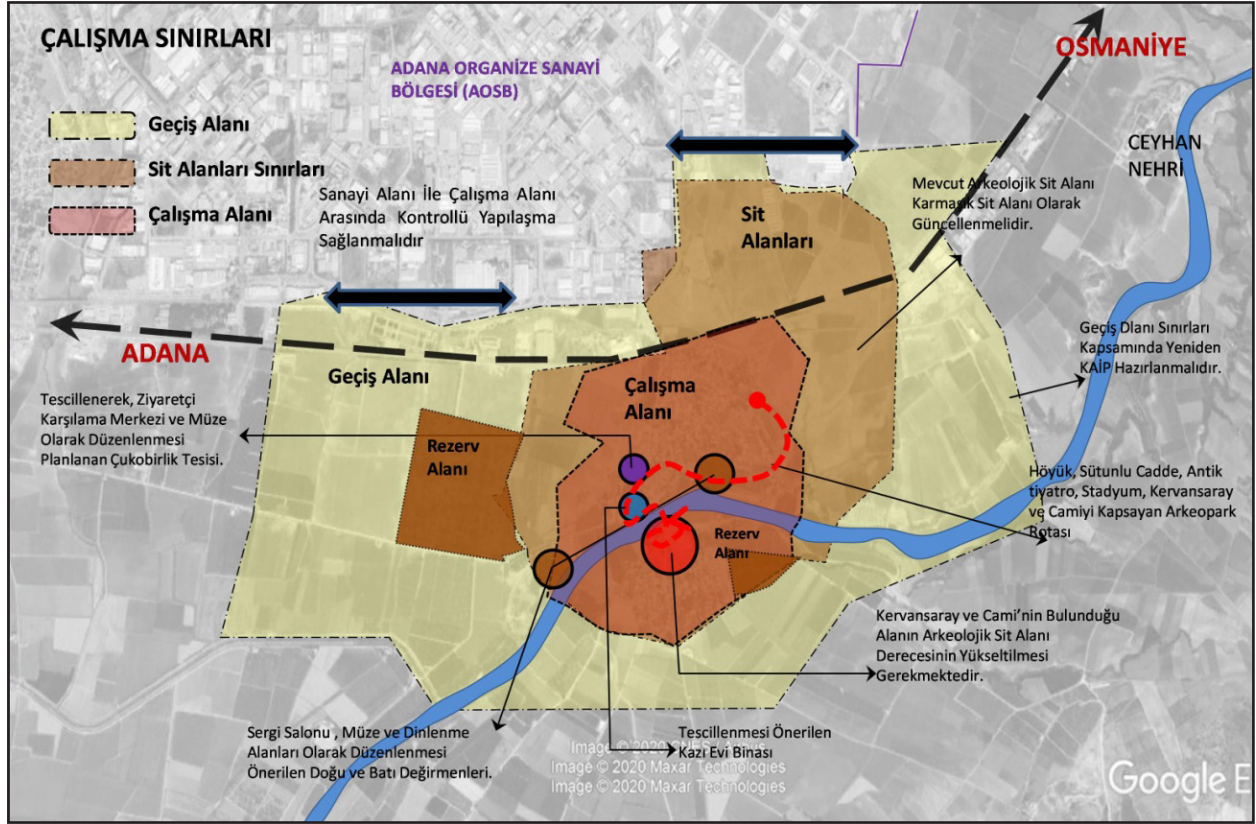 ÇALIŞMA SINIRLARI
ADANA ORGANİZE SANAYİ
BÖLGESİ (AOSB)
OSMANİYE
Geçiş Alanı
Sit Alanları Sınırları
Çalışma Alanı
Sanayi Alanı İle Çalışma Alanı
Arasında Kontrollü Yapılaşma
Sağlanmalıdır
CEYHAN
NEHRİ
Mevcut Arkeolojik Sit Alanı
Karmaşık Sit Alanı Olarak
Güncellenmelidir.
Sit
Alanları
ADANA
Geçiş Alanı
Çalışma
Alanı
Geçiş Dlanı Sınırları
Kapsamında Yeniden
KAİP Hazırlanmalıdır.
Tescillenerek, Ziyaretçi
Karşılama Merkezi ve Müze
Olarak Düzenlenmesi
Planlanan Çukobirlik Tesisi.
Rezerv
Alanı
Höyük, Sütunlu Cadde, Antik
tiyatro, Stadyum, Kervansaray
ve Camiyi Kapsayan Arkeopark
Rotası
Rezerv
Alanı
Kervansaray ve Cami'nin Bulunduğu
Alanın Arkeolojik Sit Alanı
Derecesinin Yükseltilmesi
Gerekmektedir.
Sergi Salonu , Müze ve Dinlenme
Alanları Olarak Düzenlenmesi
Önerilen Doğu ve Batı Değirmenleri.
Tescillenmesi Önerilen
Kazı Evi Binası
Image © 2020 CNES / Airbus
Image © 2020 Maxar Technologies
Image © 2020 Maxar Technologies
Google E